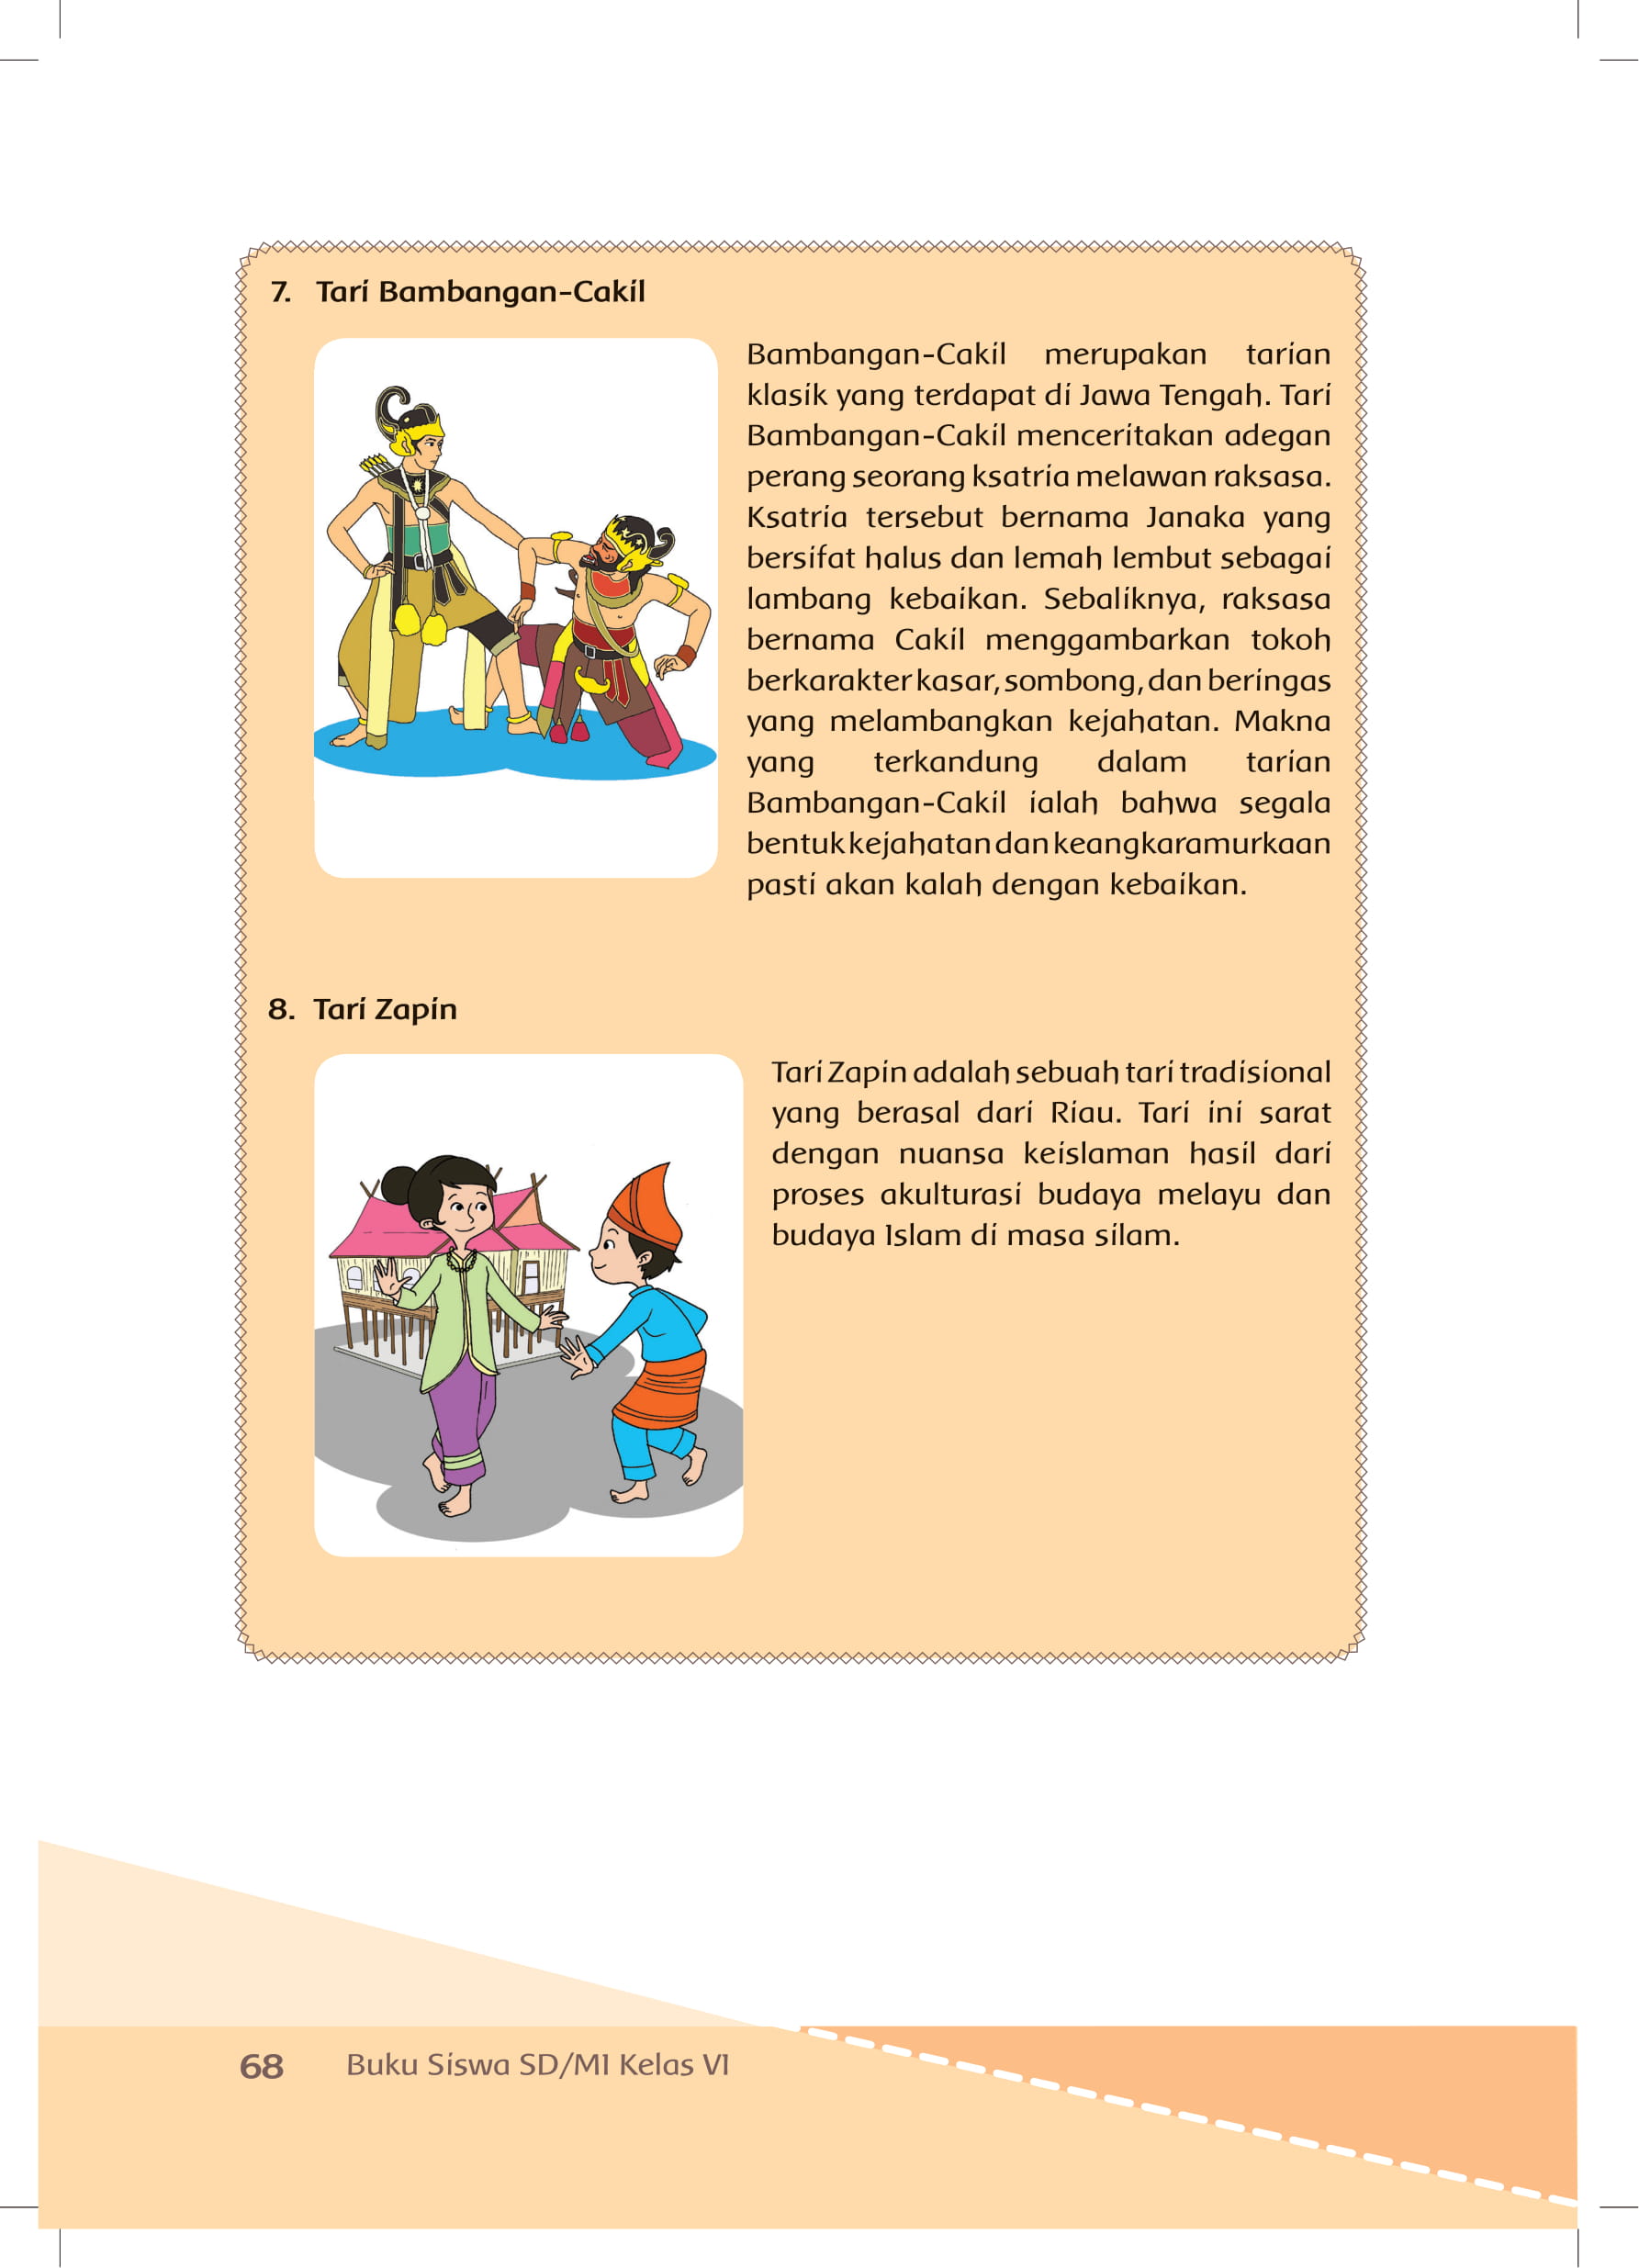 7. Tari Bambangan-Cakil
Bambangan-Cakil merupakan tarian
klasik yang terdapat di Jawa Tengah. Tari
Bambangan-Cakil menceritakan adegan
perang seorang ksatria melawan raksasa.
Ksatria tersebut bernama Janaka yang
bersifat halus dan lemah lembut sebagai
lambang kebaikan. Sebaliknya, raksasa
bernama Cakil menggambarkan tokoh
berkarakter kasar, sombong, dan beringas
yang melambangkan kejahatan. Makna
yang terkandung dalam tarian
Bambangan-Cakil ialah bahwa segala
bentuk kejahatan dan keangkaramurkaan
pasti akan kalah dengan kebaikan.
8. Tari Zapin
Tari Zapin adalah sebuah tari tradisional
yang berasal dari Riau. Tari ini sarat
dengan nuansa keislaman hasil dari
proses akulturasi budaya melayu dan
budaya Islam di masa silam.
68 Buku Siswa SD/MI Kelas VI